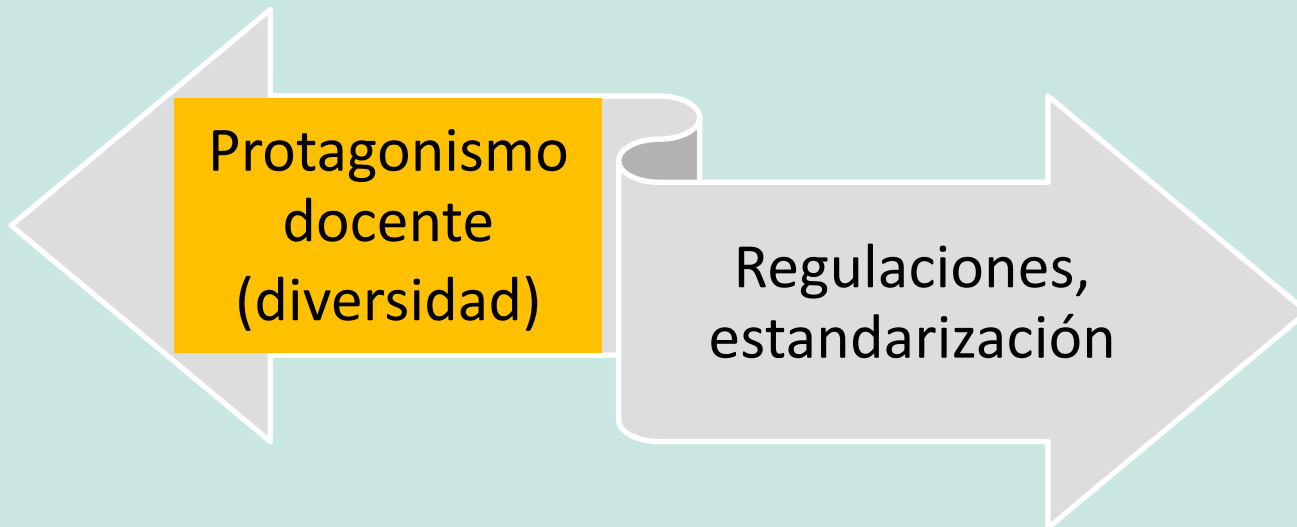 Protagonismo
docente
(diversidad)
Regulaciones,
estandarización